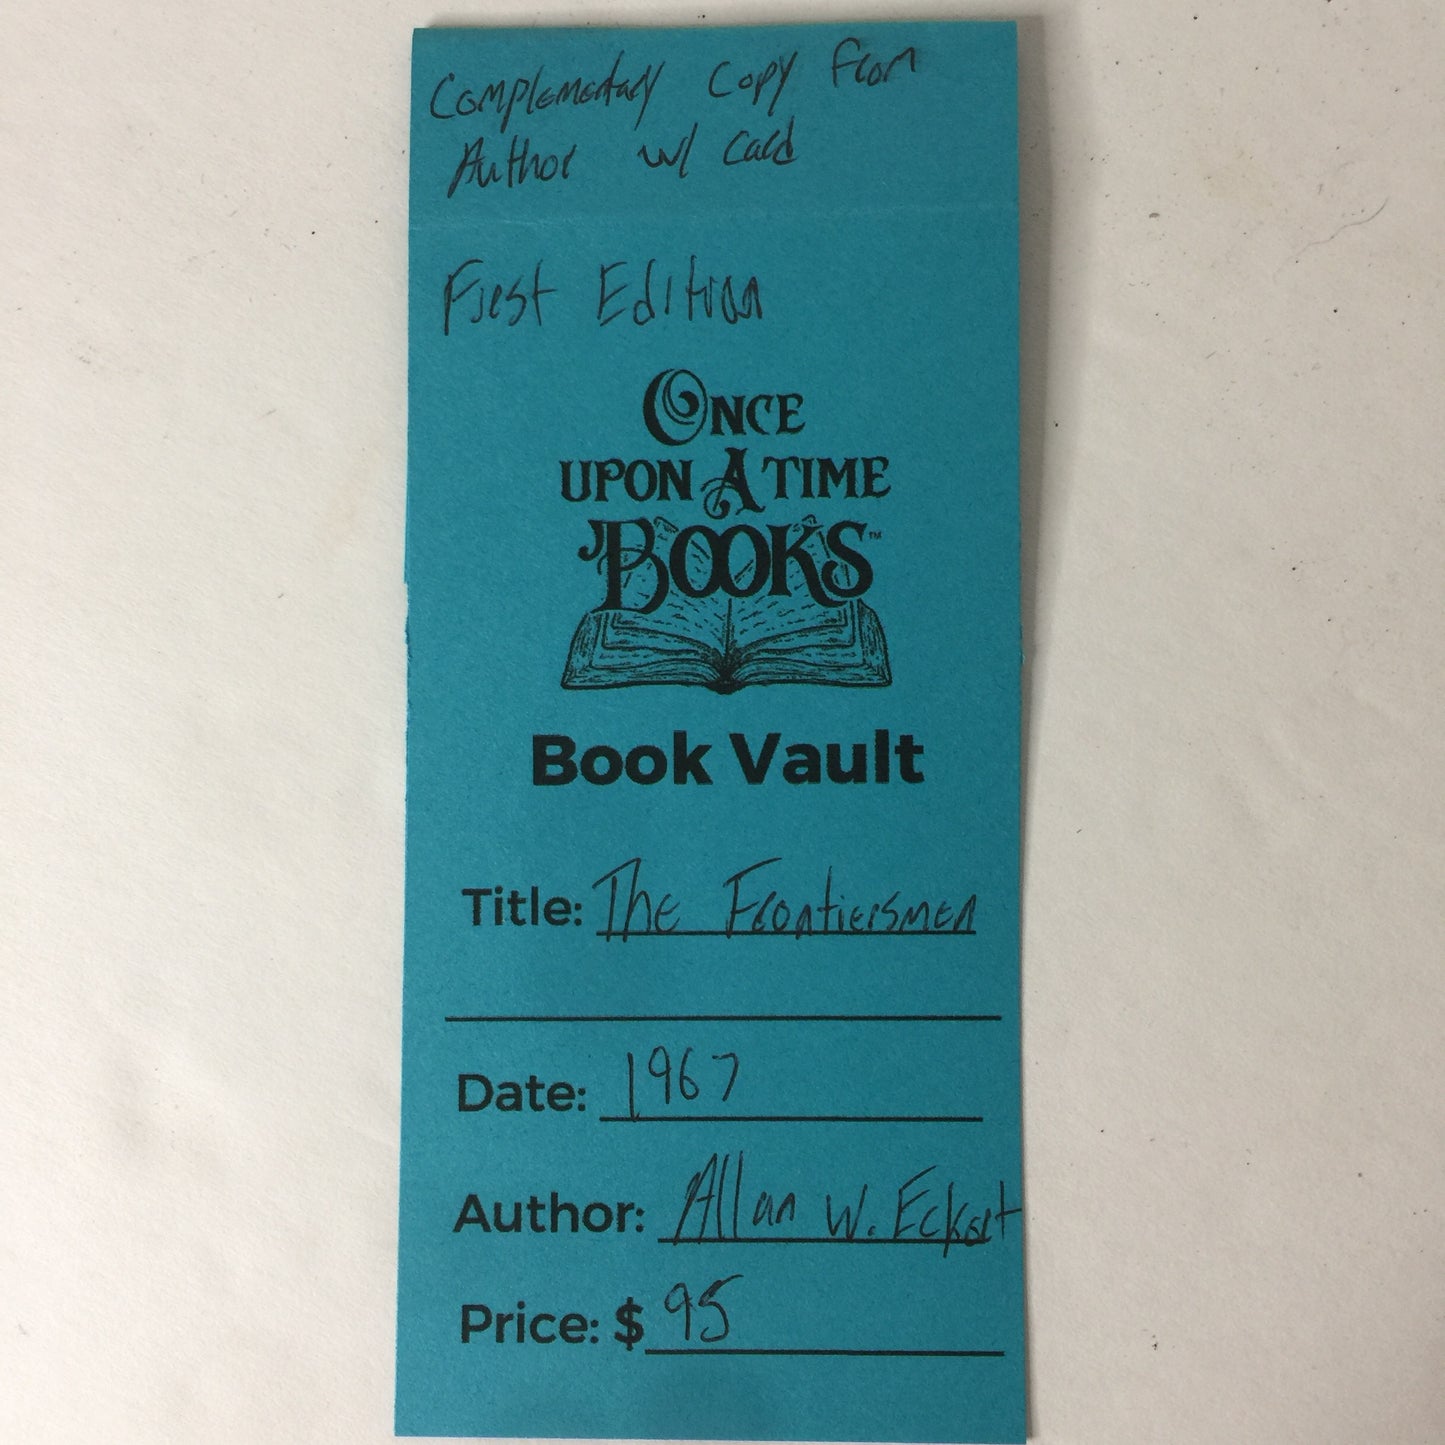 Complementary Copy From
Author w/ Card
First Edition
ONCE
UPON A TIME
BOOKS™
Book Vault
Title: The Frontiersmen
Date: 1967
Author: Allan W. Eckert
Price: $ 95